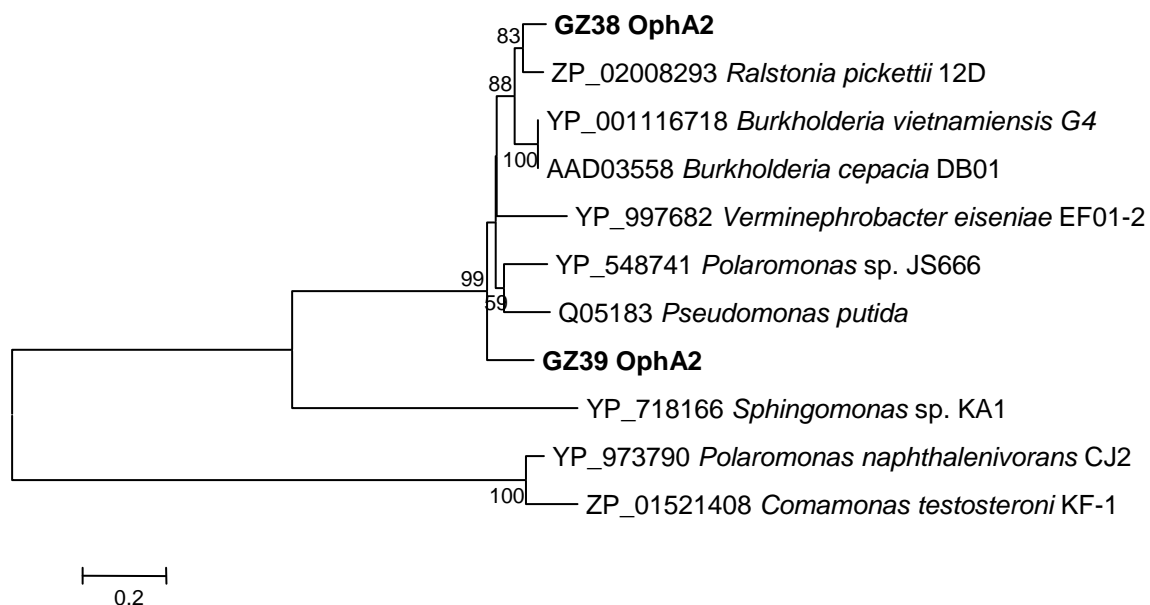 GZ38 OphA2
83
ZP_02008293 Ralstonia pickettii 12D
88
YP_001116718 Burkholderia vietnamiensis G4
100
AAD03558 Burkholderia cepacia DB01
YP_997682 Verminephrobacter eiseniae EF01-2
YP_548741 Polaromonas sp. JS666
99
59
Q05183 Pseudomonas putida
GZ39 OphA2
YP_718166 Sphingomonas sp. KA1
YP_973790 Polaromonas naphthalenivorans CJ2
100
ZP_01521408 Comamonas testosteroni KF-1
0.2